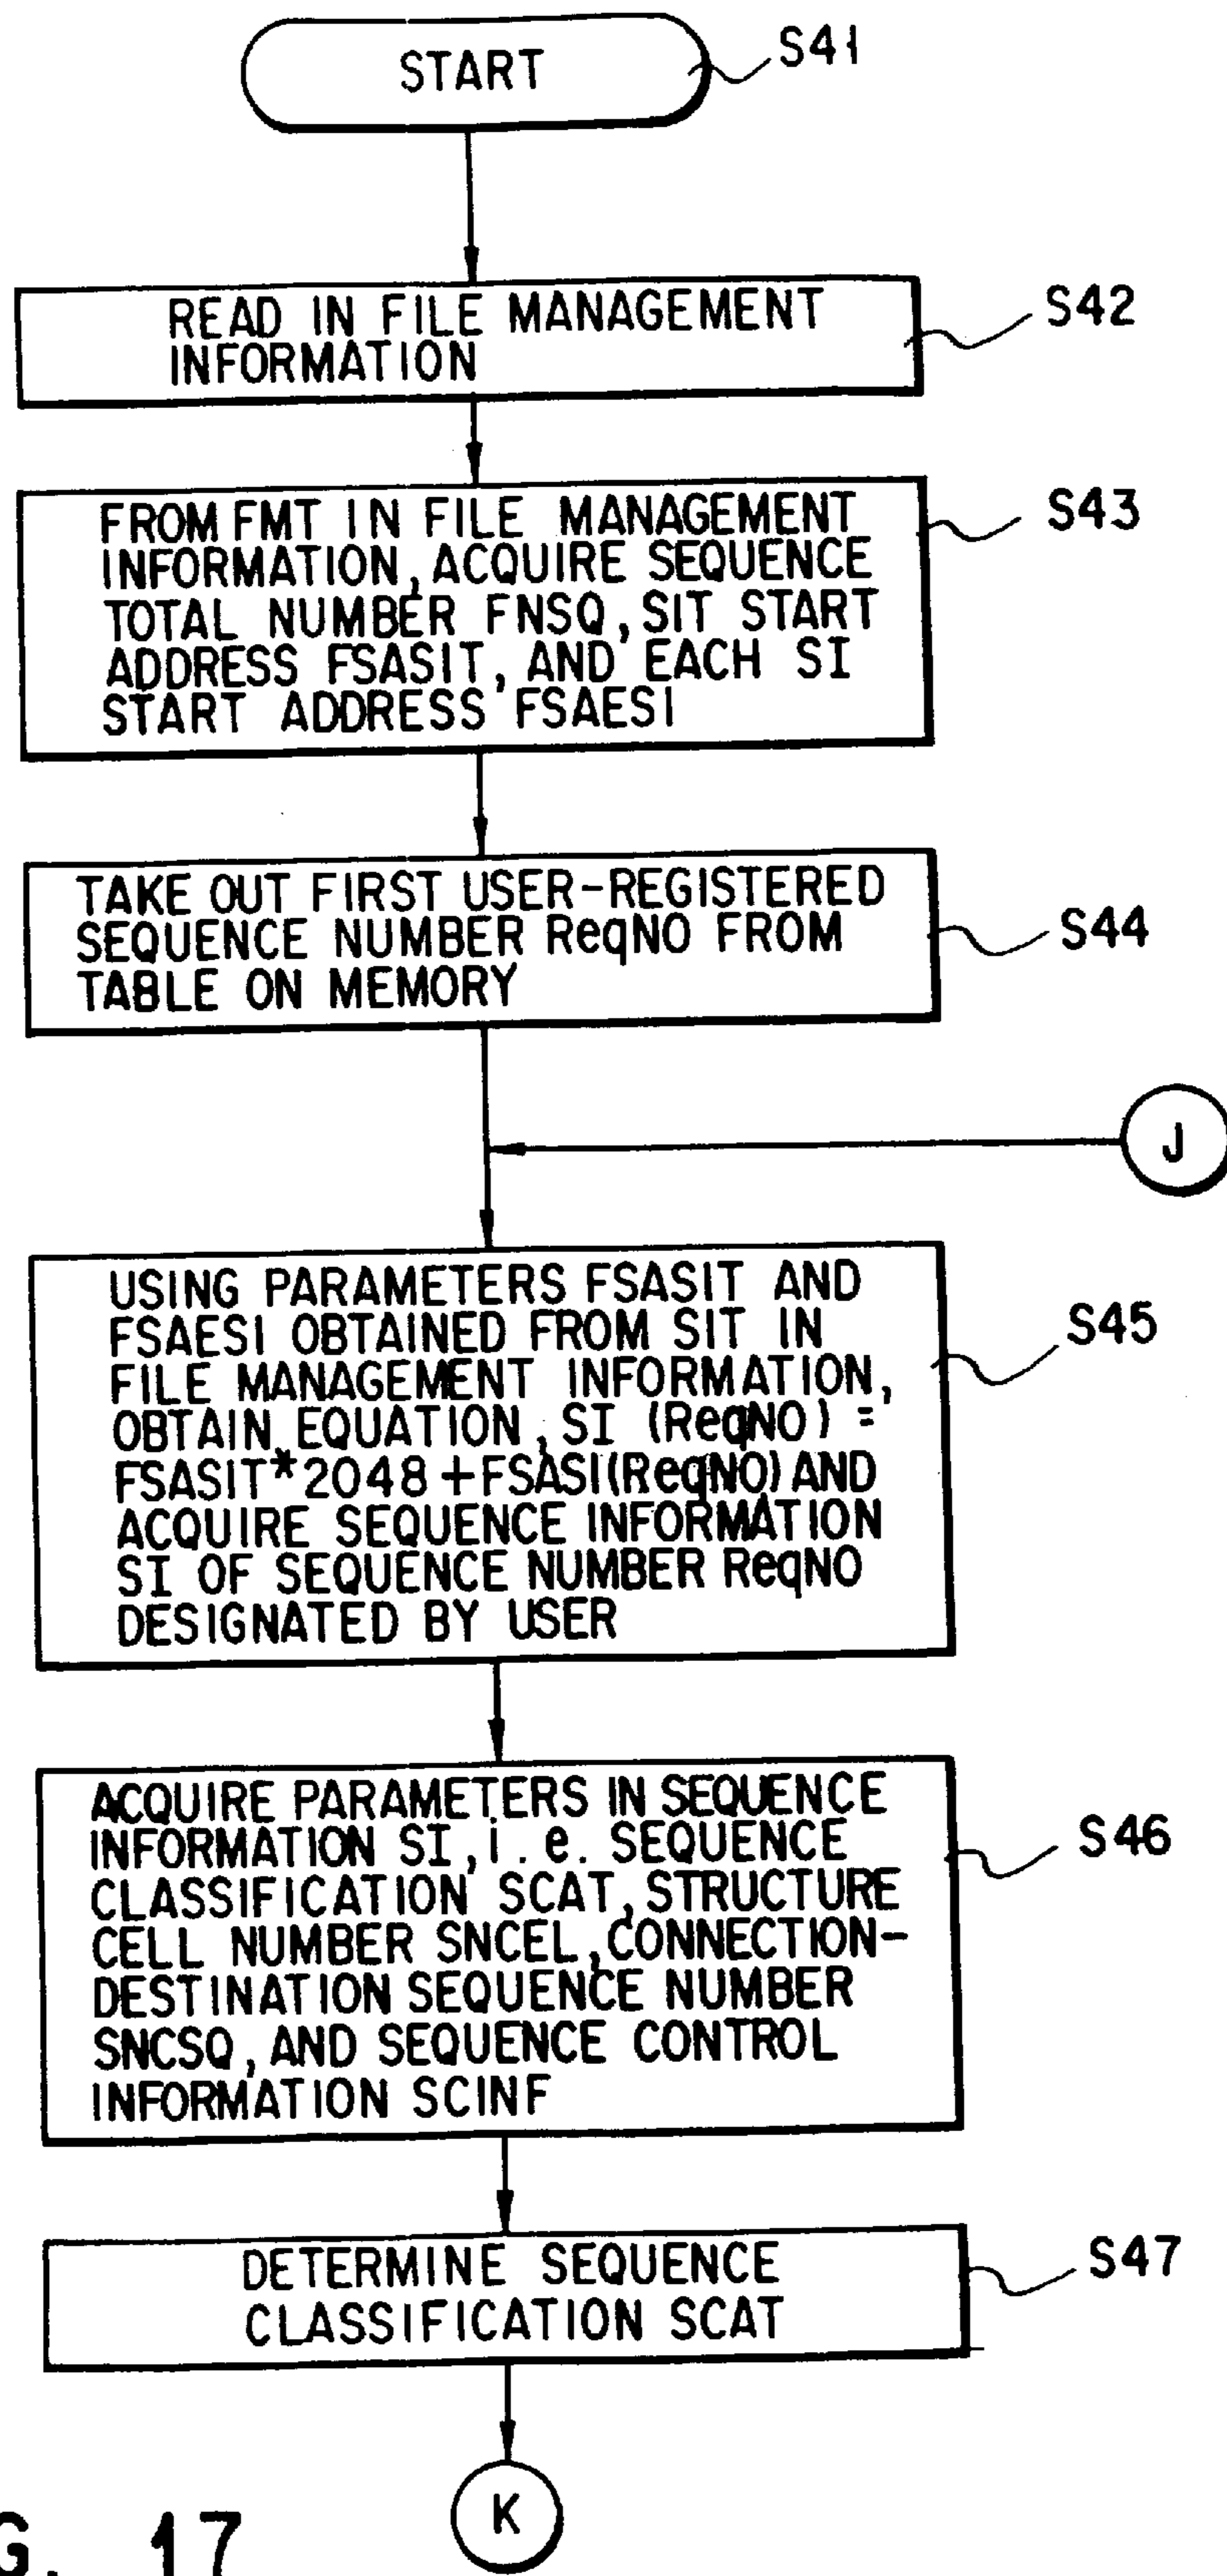 START
S41
READ IN FILE MANAGEMENT
INFORMATION
S42
FROM FMT IN FILE MANAGEMENT
INFORMATION, ACQUIRE SEQUENCE
TOTAL NUMBER FNSQ, SIT START
ADDRESS FSASIT, AND EACH SI
START ADDRESS FSAESI
S43
TAKE OUT FIRST USER-REGISTERED
SEQUENCE NUMBER ReqNO FROM
TABLE ON MEMORY
S44
J
USING PARAMETERS FSASIT AND
FSAESI OBTAINED FROM SIT IN
FILE MANAGEMENT INFORMATION,
OBTAIN EQUATION, SI (ReqNO) =
FSASIT*2048+FSASI(ReqNO) AND
ACQUIRE SEQUENCE INFORMATION
SI OF SEQUENCE NUMBER ReqNO
DESIGNATED BY USER
S45
ACQUIRE PARAMETERS IN SEQUENCE
INFORMATION SI, i.e. SEQUENCE
CLASSIFICATION SCAT, STRUCTURE
CELL NUMBER SNCEL, CONNECTION-
DESTINATION SEQUENCE NUMBER
SNCSQ, AND SEQUENCE CONTROL
INFORMATION SCINF
S46
DETERMINE SEQUENCE
CLASSIFICATION SCAT
S47
K
G. 17